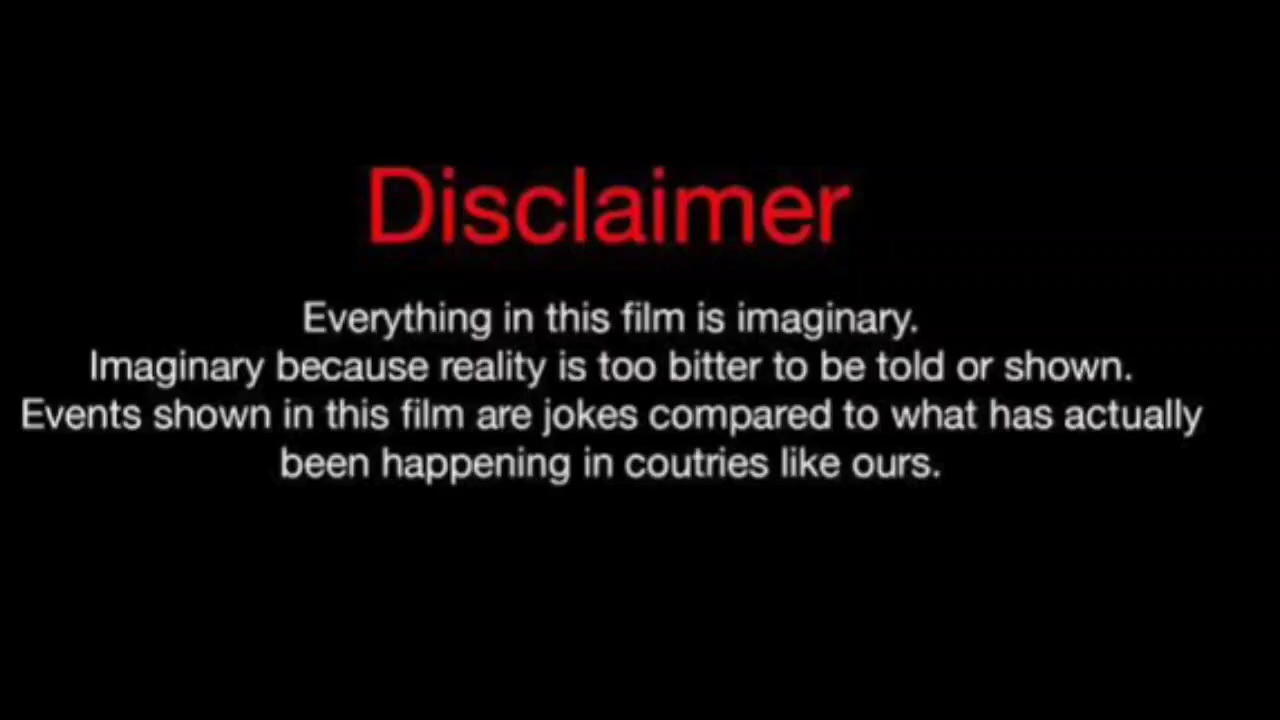 Disclaimer
Everything in this film is imaginary.
Imaginary because reality is too bitter to be told or shown.
Events shown in this film are jokes compared to what has actually
been happening in coutries like ours.